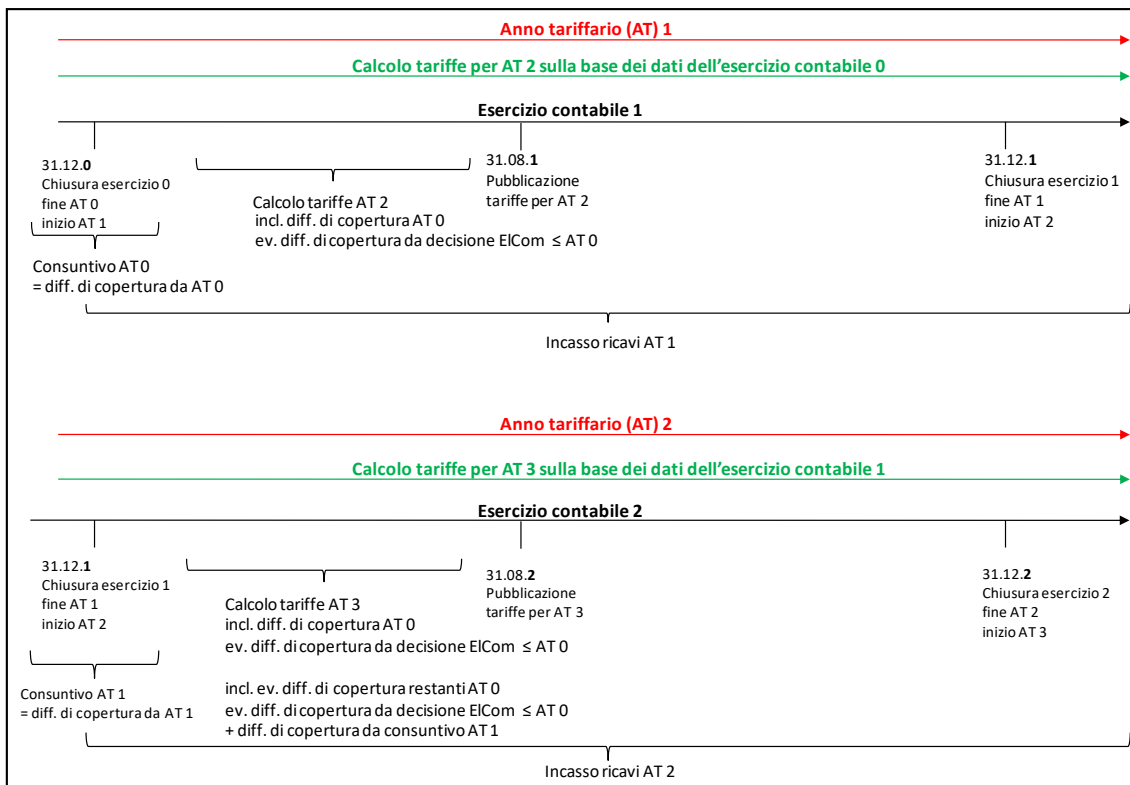 Anno tariffario (AT) 1
Calcolo tariffe per AT 2 sulla base dei dati dell'esercizio contabile 0
Esercizio contabile 1
31.12.0
Chiusura esercizio 0
fine AT 0
inizio AT 1
Consuntivo AT 0
= diff. di copertura da AT 0
Calcolo tariffe AT 2
incl. diff. di copertura AT 0
ev. diff. di copertura da decisione ElCom ≤ AT 0
31.08.1
Pubblicazione
tariffe per AT 2
31.12.1
Chiusura esercizio 1
fine AT 1
inizio AT 2
Incasso ricavi AT 1
Anno tariffario (AT) 2
Calcolo tariffe per AT 3 sulla base dei dati dell'esercizio contabile 1
Esercizio contabile 2
31.12.1
Chiusura esercizio 1
fine AT 1
inizio AT 2
Consuntivo AT 1
= diff. di copertura da AT 1
Calcolo tariffe AT 3
incl. diff. di copertura AT 0
ev. diff. di copertura da decisione ElCom ≤ AT 0
incl. ev. diff. di copertura restanti AT 0
ev. diff. di copertura da decisione ElCom ≤ AT 0
+ diff. di copertura da consuntivo AT 1
31.08.2
Pubblicazione
tariffe per AT 3
31.12.2
Chiusura esercizio 2
fine AT 2
inizio AT 3
Incasso ricavi AT 2